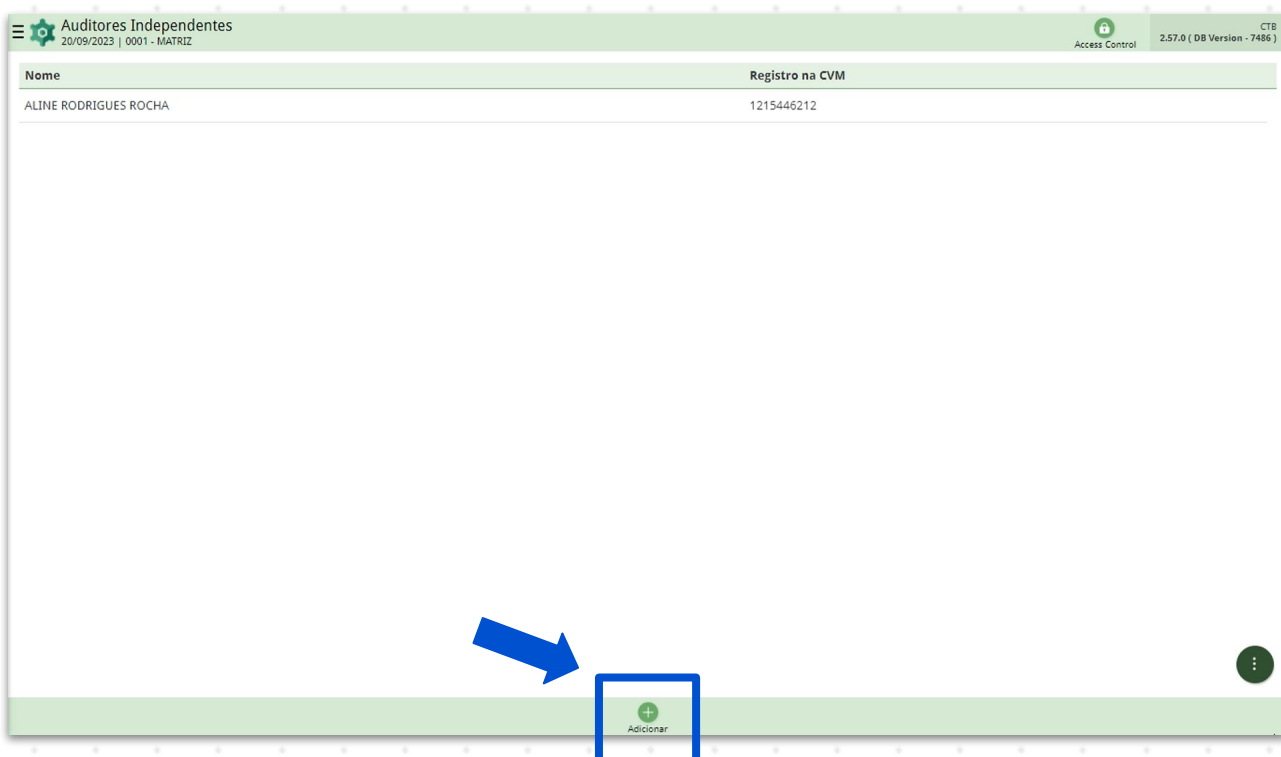 Auditores Independentes
20/09/2023 | 0001 - MATRIZ
Access Control
CTB
2.57.0 ( DB Version - 7486 )
Nome Registro na CVM
ALINE RODRIGUES ROCHA 1215446212
Adicionar